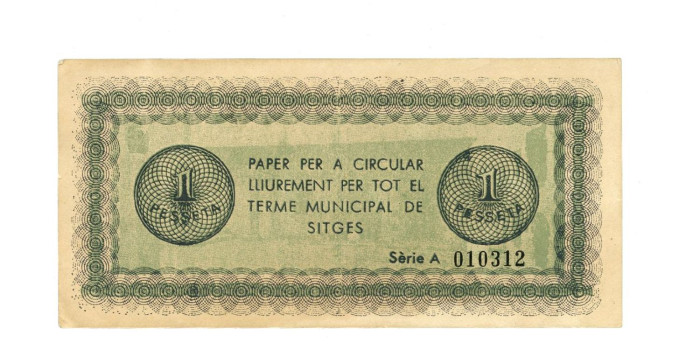 PAPER PER A CIRCULAR
LLIUREMENT PER TOT EL
TERME MUNICIPAL DE
SITGES
1
PESSETA
1
PESSETA
Sèrie A 010312